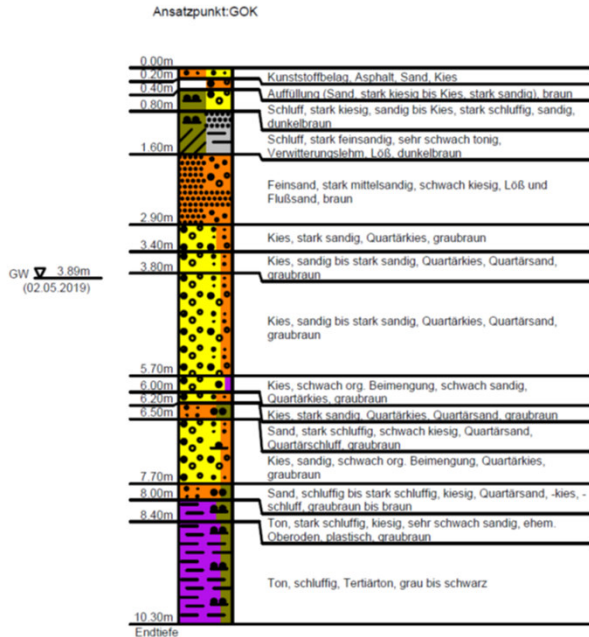 Ansatzpunkt:GOK
0.00m
0.20m
Kunststoffbelag, Asphalt, Sand, Kies
0.40m
Auffüllung (Sand, stark kiesig bis Kies, stark sandig), braun
0.80m
Schluff, stark kiesig, sandig bis Kies, stark schluffig, sandig,
dunkelbraun
Schluff, stark feinsandig, sehr schwach tonig,
Verwitterungslehm, Löß, dunkelbraun
1.60m
Feinsand, stark mittelsandig, schwach kiesig, Löß und
Flußsand, braun
2.90m
Kies, stark sandig, Quartärkies, graubraun
3.40m
Kies, sandig bis stark sandig, Quartärkies, Quartärsand,
graubraun
3.80m
GW 3.89m
(02.05.2019)
Kies, sandig bis stark sandig, Quartärkies, Quartärsand,
graubraun
5.70m
Kies, schwach org. Beimengung, schwach sandig,
Quartärkies, graubraun
6.00m
6.20m
Kies, stark sandig, Quartärkies, Quartärsand, graubraun
6.50m
Sand, stark schluffig, schwach kiesig, Quartärsand,
Quartärschluff, graubraun
Kies, sandig, schwach org. Beimengung, Quartärkies,
graubraun
7.70m
Sand, schluffig bis stark schluffig, kiesig, Quartärsand, -kies, -
schluff, graubraun bis braun
8.00m
8.40m
Ton, stark schluffig, kiesig, sehr schwach sandig, ehem.
Oberoden, plastisch, graubraun
Ton, schluffig, Tertiärton, grau bis schwarz
10.30m
Endtiefe